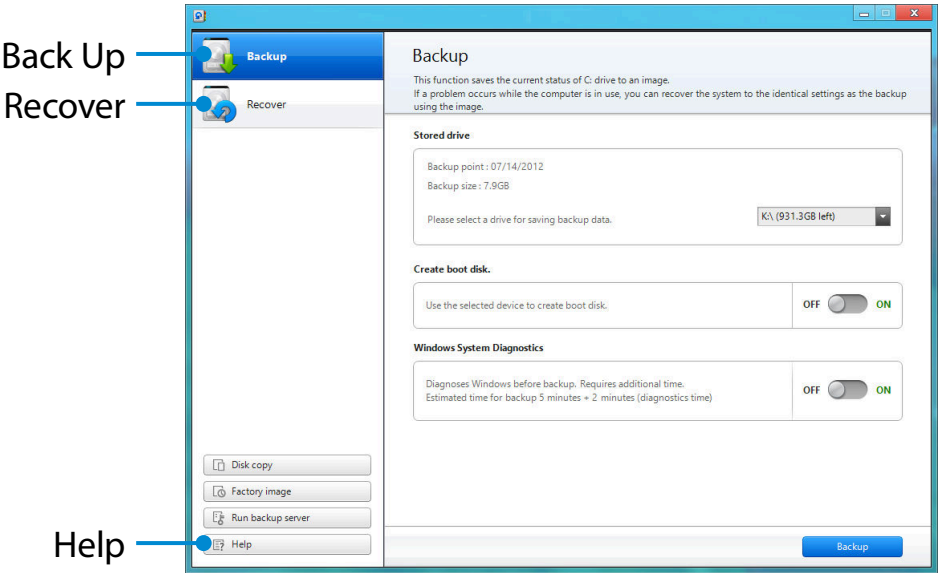 Back Up
Recover
Help
Backup
Recover
Disk copy
Factory image
Run backup server
Help
Backup
This function saves the current status of C: drive to an image.
If a problem occurs while the computer is in use, you can recover the system to the identical settings as the backup
using the image.
Stored drive
Backup point : 07/14/2012
Backup size : 7.9GB
Please select a drive for saving backup data.
K:\ (931.3GB left)
Create boot disk.
Use the selected device to create boot disk.
OFF ON
Windows System Diagnostics
Diagnoses Windows before backup. Requires additional time.
Estimated time for backup 5 minutes + 2 minutes (diagnostics time)
OFF ON
Backup